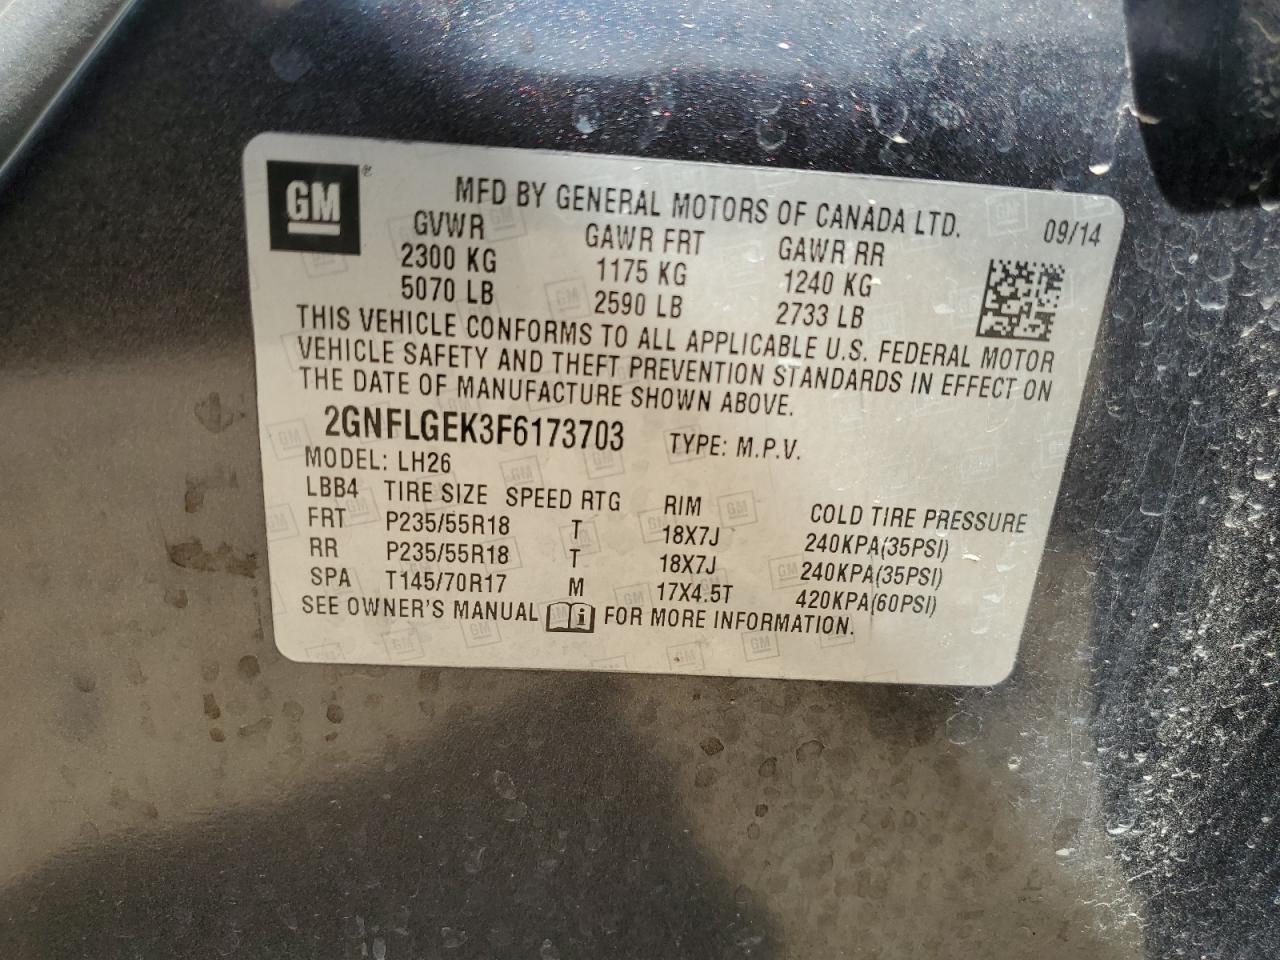 GM ®
MFD BY GENERAL MOTORS OF CANADA LTD. 09/14
GVWR GAWR FRT GAWR RR
2300 KG 1175 KG 1240 KG
5070 LB 2590 LB 2733 LB
THIS VEHICLE CONFORMS TO ALL APPLICABLE U.S. FEDERAL MOTOR
VEHICLE SAFETY AND THEFT PREVENTION STANDARDS IN EFFECT ON
THE DATE OF MANUFACTURE SHOWN ABOVE.
2GNFLGEK3F6173703 TYPE: M.P.V.
MODEL: LH26
LBB4 TIRE SIZE SPEED RTG RIM COLD TIRE PRESSURE
FRT P235/55R18 T 18X7J 240KPA(35PSI)
RR P235/55R18 T 18X7J 240KPA(35PSI)
SPA T145/70R17 M 17X4.5T 420KPA(60PSI)
SEE OWNER'S MANUAL i FOR MORE INFORMATION.